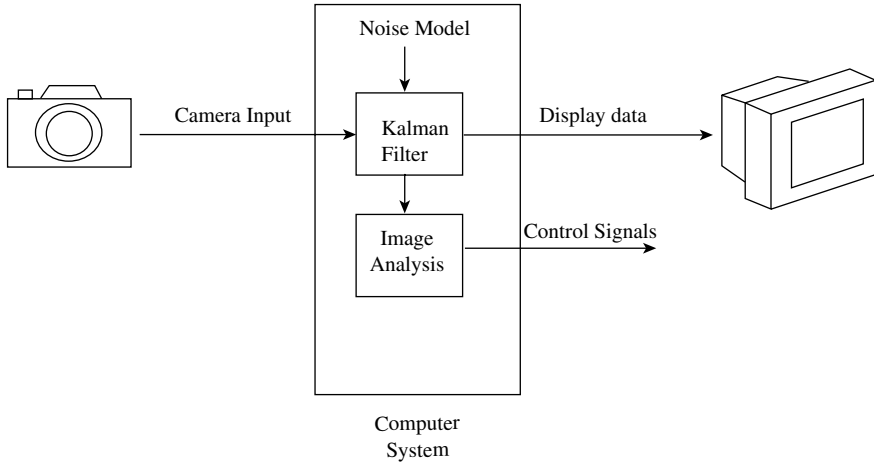 Noise Model
Camera Input
Kalman
Filter
Display data
Image
Analysis
Control Signals
Computer
System